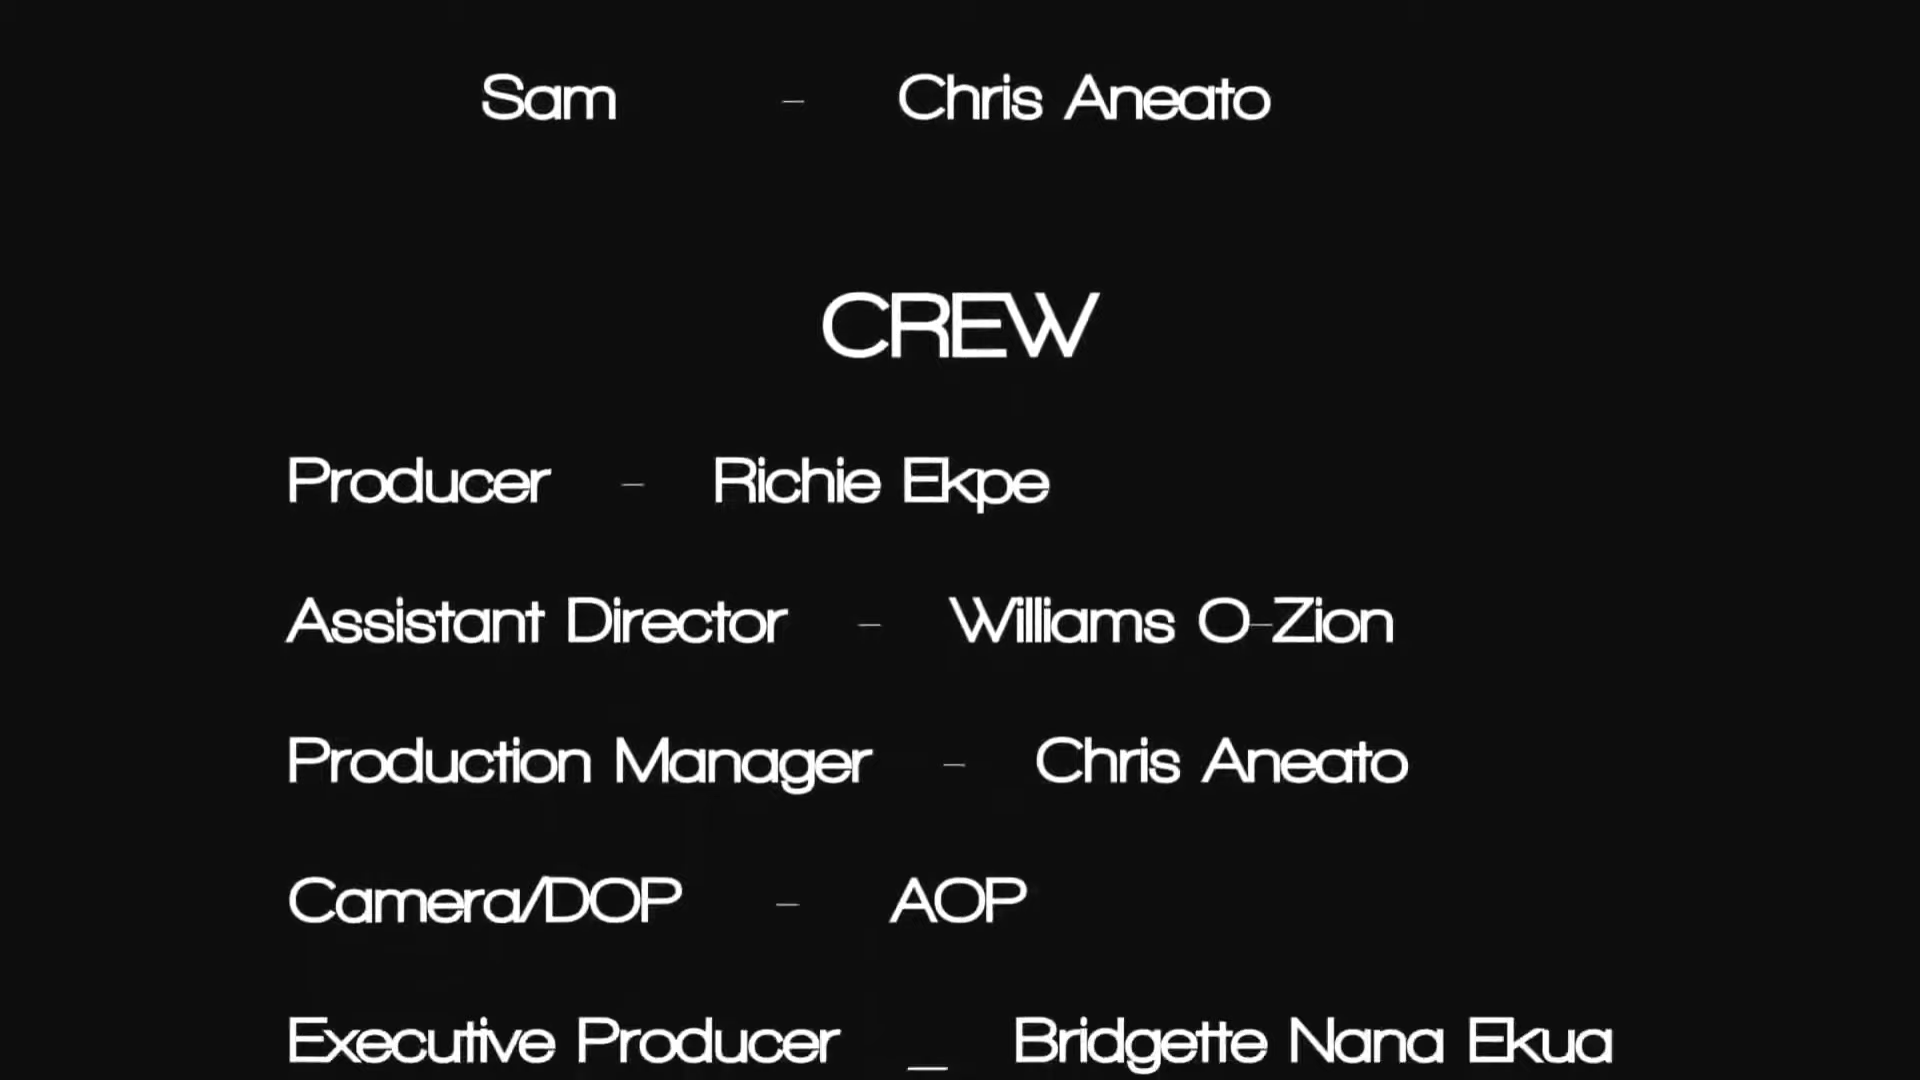 Sam - Chris Aneato
CREW
Producer - Richie Ekpe
Assistant Director - Williams O-Zion
Production Manager - Chris Aneato
Camera/DOP - AOP
Executive Producer _ Bridgette Nana Ekua